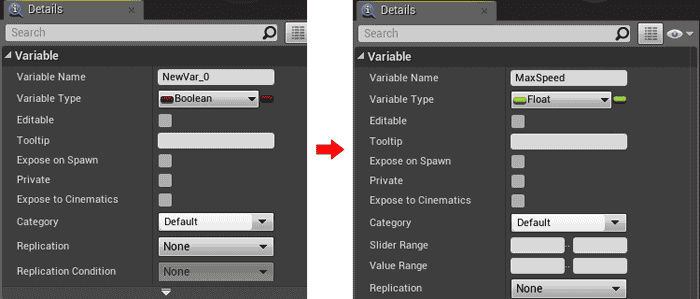 Details
Search
Variable
Variable Name NewVar_0
Variable Type Boolean
Editable
Tooltip
Expose on Spawn
Private
Expose to Cinematics
Category Default
Replication None
Replication Condition None
Details
Search
Variable
Variable Name MaxSpeed
Variable Type Float
Editable
Tooltip
Expose on Spawn
Private
Expose to Cinematics
Category Default
Slider Range ..
Value Range ..
Replication None